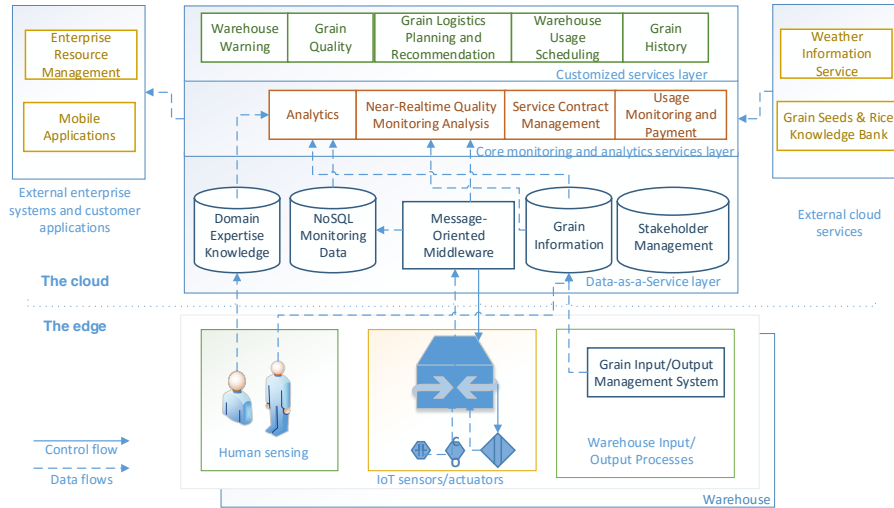 Enterprise
Resource
Management
Mobile
Applications
External enterprise
systems and customer
applications
Warehouse
Warning
Grain
Quality
Grain Logistics
Planning and
Recommendation
Warehouse
Usage
Scheduling
Grain
History
Customized services layer
Analytics
Near-Realtime Quality
Monitoring Analysis
Service Contract
Management
Usage
Monitoring and
Payment
Core monitoring and analytics services layer
Weather
Information
Service
Grain Seeds & Rice
Knowledge Bank
External cloud
services
Domain
Expertise
Knowledge
NoSQL
Monitoring
Data
Message-
Oriented
Middleware
Grain
Information
Stakeholder
Management
Data-as-a-Service layer
The cloud
The edge
Human sensing
IoT sensors/actuators
Grain Input/Output
Management System
Warehouse Input/
Output Processes
Warehouse
Control flow
Data flows